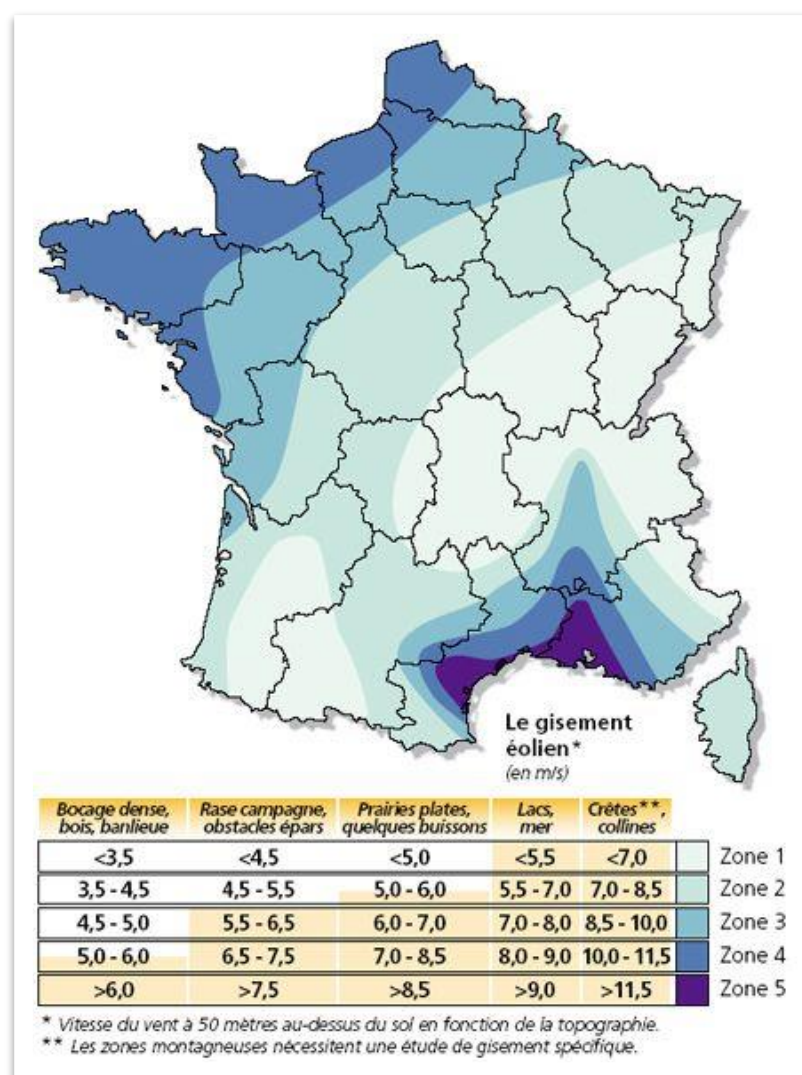 Le gisement
éolien*
(en m/s)
Bocage dense, Rase campagne, Prairies plates, Lacs, Crêtes**,
bois, banlieue obstacles épars quelques buissons mer collines
<3,5 <4,5 <5,0 <5,5 <7,0 Zone 1
3,5 - 4,5 4,5 - 5,5 5,0 - 6,0 5,5 - 7,0 7,0 - 8,5 Zone 2
4,5 - 5,0 5,5 - 6,5 6,0 - 7,0 7,0 - 8,0 8,5 - 10,0 Zone 3
5,0 - 6,0 6,5 - 7,5 7,0 - 8,5 8,0 - 9,0 10,0 - 11,5 Zone 4
>6,0 >7,5 >8,5 >9,0 >11,5 Zone 5
* Vitesse du vent à 50 mètres au-dessus du sol en fonction de la topographie.
** Les zones montagneuses nécessitent une étude de gisement spécifique.